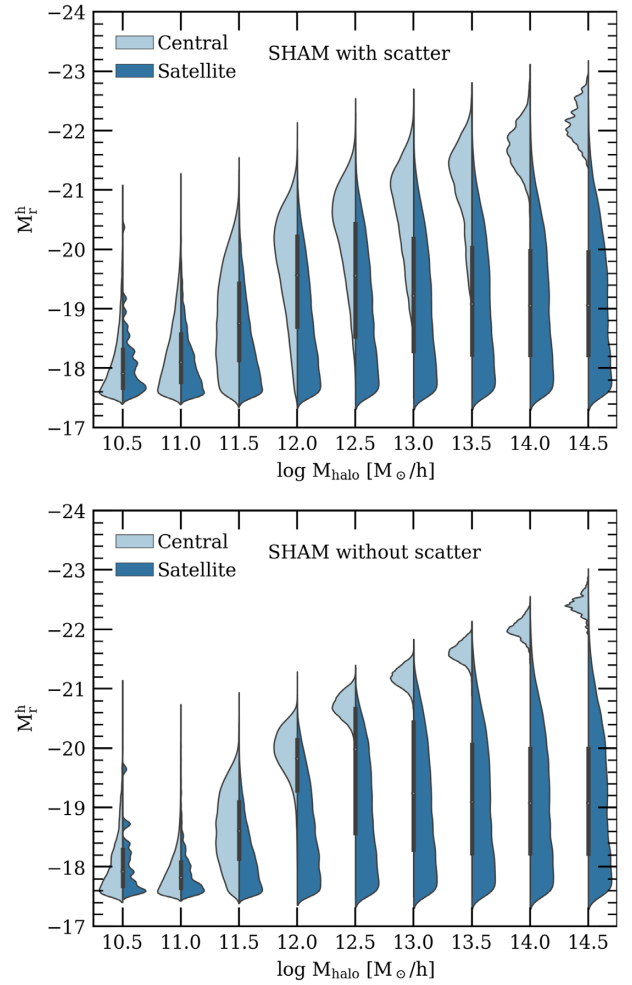 −24
Central
SHAM with scatter
−23
Satellite
−22
−21
M_r^h
−20
−19
−18
−17
10.5 11.0 11.5 12.0 12.5 13.0 13.5 14.0 14.5
log M_halo [M_⊙/h]
−24
Central
SHAM without scatter
−23
Satellite
−22
−21
M_r^h
−20
−19
−18
−17
10.5 11.0 11.5 12.0 12.5 13.0 13.5 14.0 14.5
log M_halo [M_⊙/h]